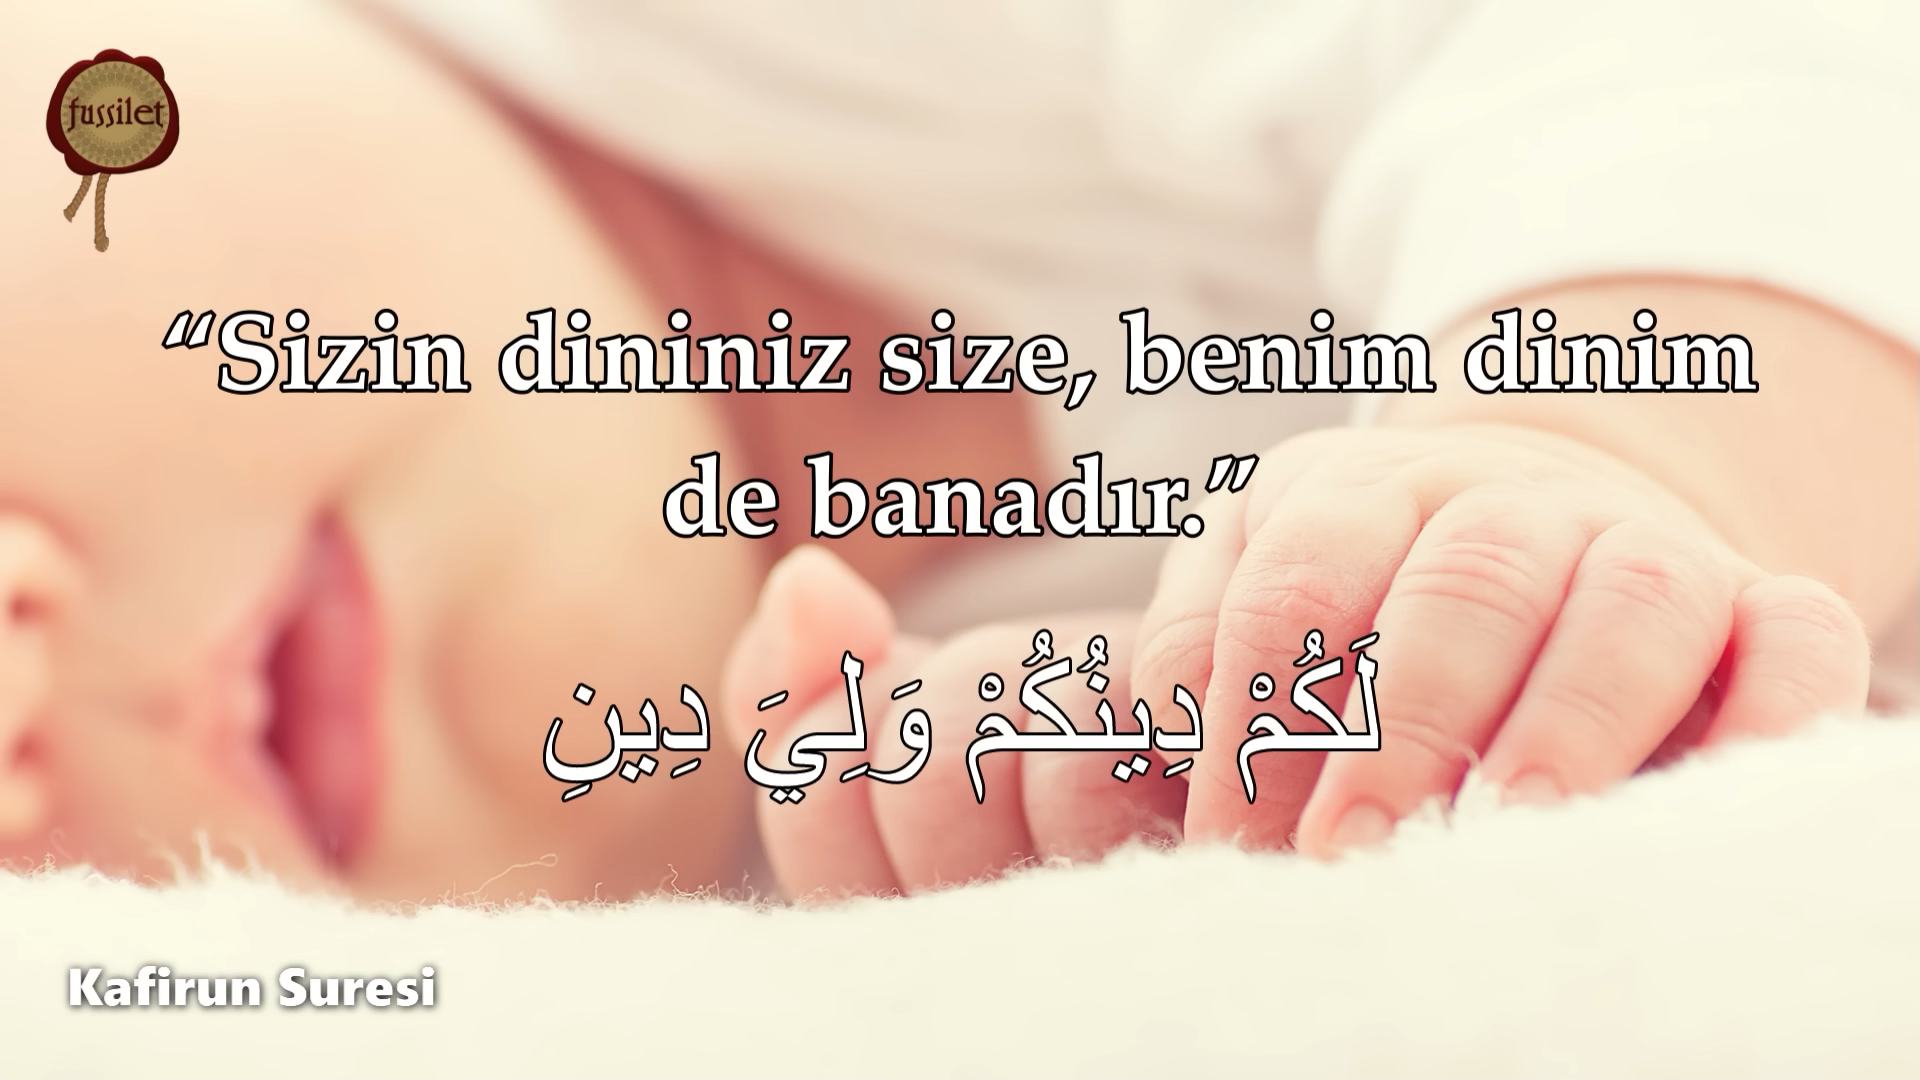 fussilet
“Sizin dininiz size, benim dinim
de banadır.”
لَكُمْ دِينُكُمْ وَلِيَ دِينِ
Kafirun Suresi